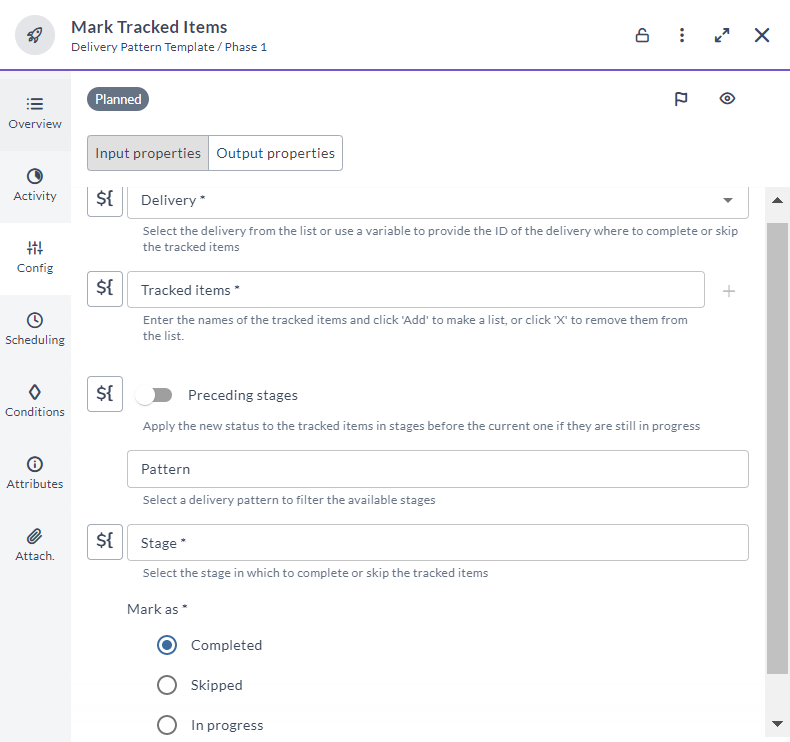 Mark Tracked Items
Delivery Pattern Template / Phase 1
Planned
Overview
Activity
Config
Scheduling
Conditions
Attributes
Attach.
Input properties
Output properties
${
Delivery *
Select the delivery from the list or use a variable to provide the ID of the delivery where to complete or skip
the tracked items
${
Tracked items *
Enter the names of the tracked items and click 'Add' to make a list, or click 'X' to remove them from
the list.
${
Preceding stages
Apply the new status to the tracked items in stages before the current one if they are still in progress
Pattern
Select a delivery pattern to filter the available stages
${
Stage *
Select the stage in which to complete or skip the tracked items
Mark as *
Completed
Skipped
In progress